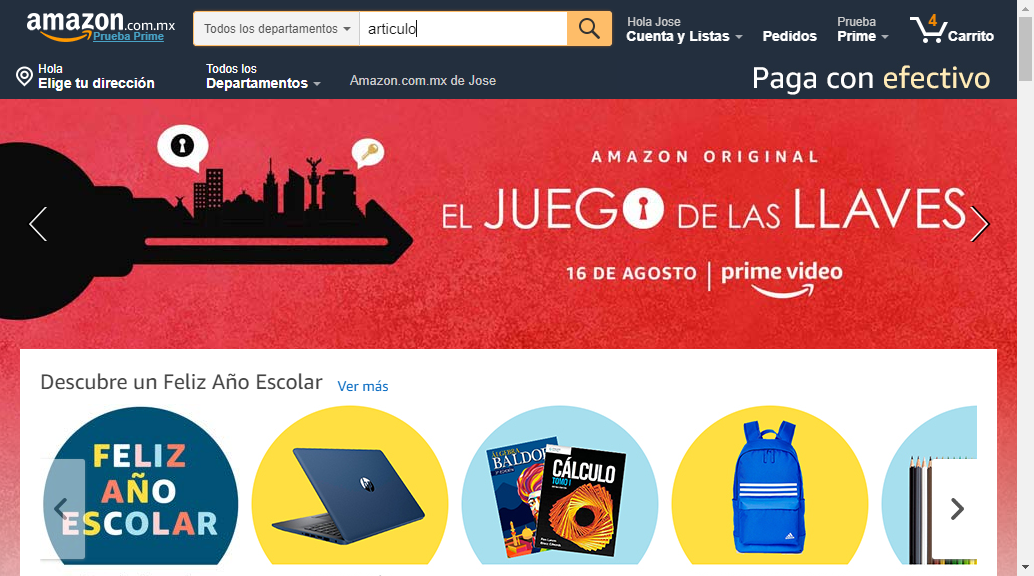 amazon.com.mx
Prueba Prime
Todos los departamentos
articulo
Hola Jose
Cuenta y Listas
Pedidos
Prueba
Prime
4
Carrito
Hola
Elige tu dirección
Todos los
Departamentos
Amazon.com.mx de Jose
Paga con efectivo
AMAZON ORIGINAL
EL JUEGO DE LAS LLAVES
16 DE AGOSTO | prime video
Descubre un Feliz Año Escolar
Ver más
FELIZ
AÑO
ESCOLAR
hp
ÁLGEBRA
BALDOR
CÁLCULO
TOMO I
adidas